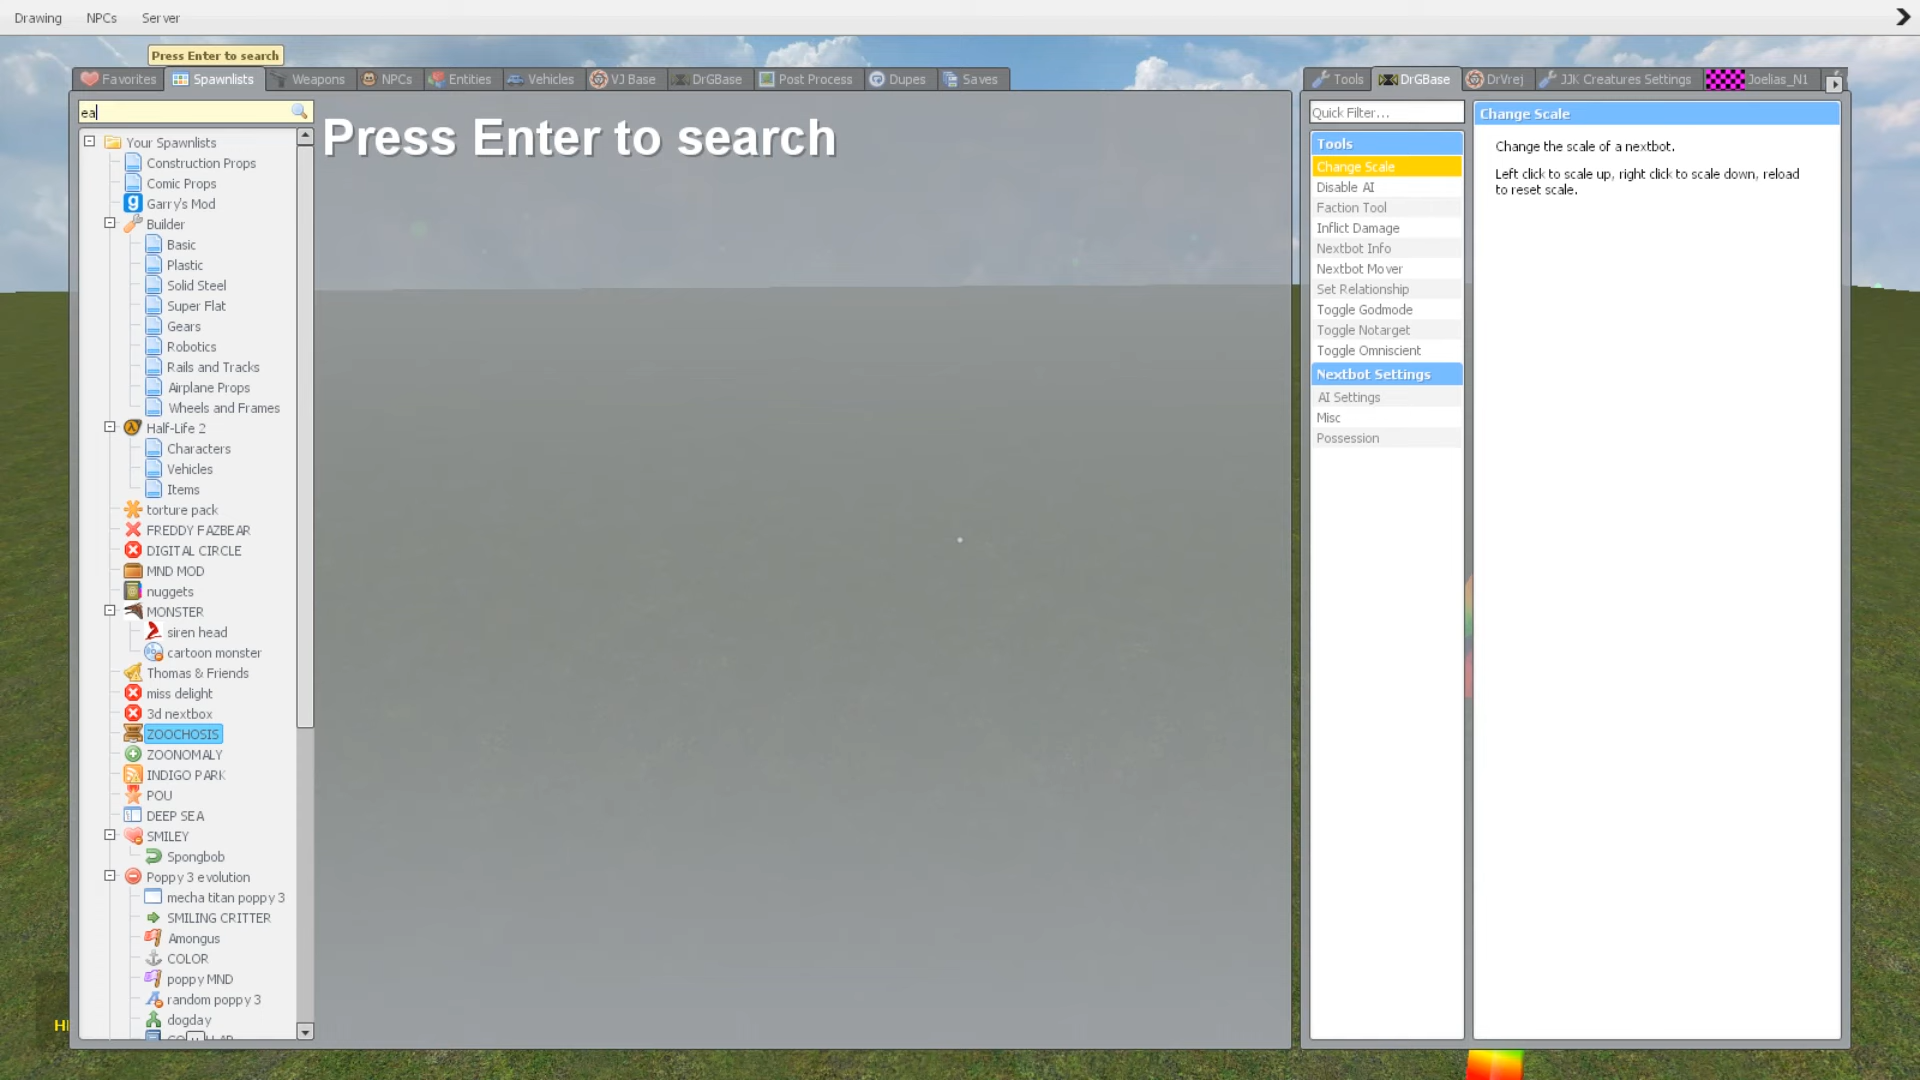 Drawing NPCs Server
Press Enter to search
Favorites Spawnlists Weapons NPCs Entities Vehicles VJ Base DrGBase Post Process Dupes Saves
ea
Press Enter to search
Your Spawnlists
Construction Props
Comic Props
Garry's Mod
Builder
Basic
Plastic
Solid Steel
Super Flat
Gears
Robotics
Rails and Tracks
Airplane Props
Wheels and Frames
Half-Life 2
Characters
Vehicles
Items
torture pack
FREDDY FAZBEAR
DIGITAL CIRCLE
MND MOD
nuggets
MONSTER
siren head
cartoon monster
Thomas & Friends
miss delight
3d nextbox
ZOOCHOSIS
ZOONOMALY
INDIGO PARK
POU
DEEP SEA
SMILEY
Spongbob
Poppy 3 evolution
mecha titan poppy 3
SMILING CRITTER
Amongus
COLOR
poppy MND
random poppy 3
dogday
Tools DrGBase DrVrej JJK Creatures Settings Joelias_N1
Quick Filter...
Tools
Change Scale
Disable AI
Faction Tool
Inflict Damage
Nextbot Info
Nextbot Mover
Set Relationship
Toggle Godmode
Toggle Notarget
Toggle Omniscient
Nextbot Settings
AI Settings
Misc
Possession
Change Scale
Change the scale of a nextbot.
Left click to scale up, right click to scale down, reload
to reset scale.